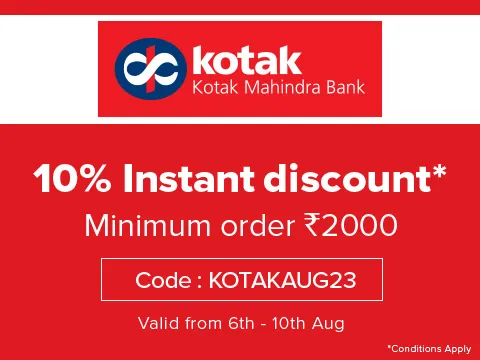 kotak
Kotak Mahindra Bank
10% Instant discount*
Minimum order ₹2000
Code : KOTAKAUG23
Valid from 6th - 10th Aug
*Conditions Apply